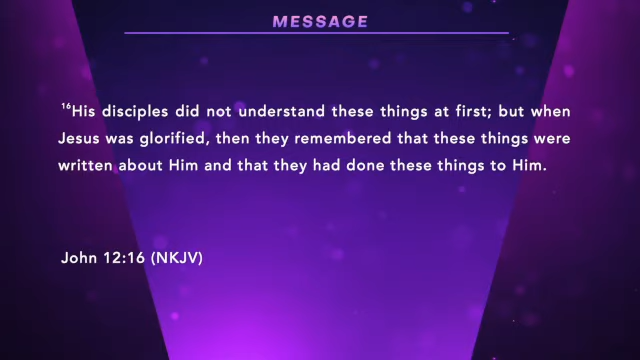 MESSAGE
¹⁶His disciples did not understand these things at first; but when
Jesus was glorified, then they remembered that these things were
written about Him and that they had done these things to Him.
John 12:16 (NKJV)